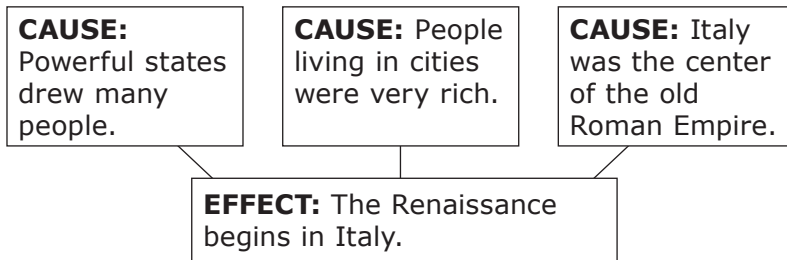 CAUSE:
Powerful states
drew many
people.
CAUSE: People
living in cities
were very rich.
CAUSE: Italy
was the center
of the old
Roman Empire.
EFFECT: The Renaissance
begins in Italy.